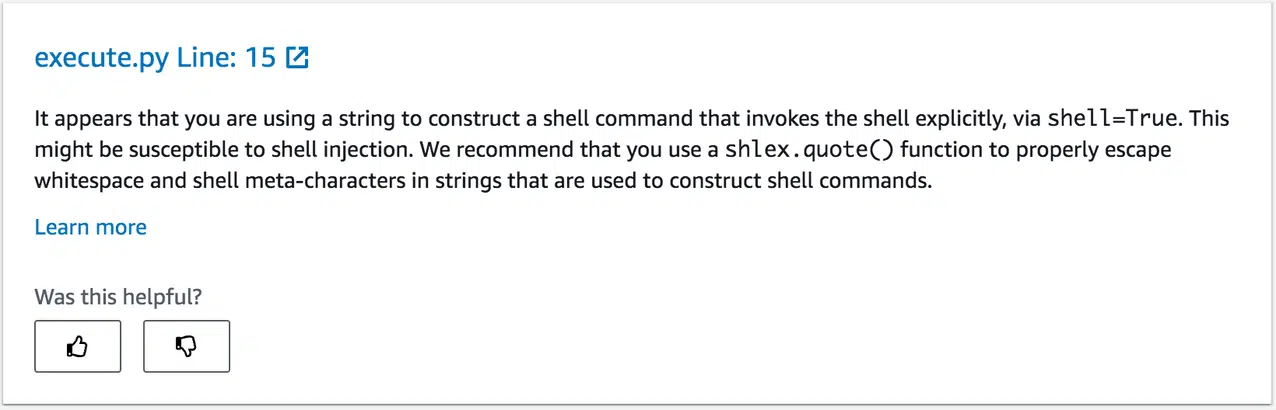 execute.py Line: 15
It appears that you are using a string to construct a shell command that invokes the shell explicitly, via shell=True. This
might be susceptible to shell injection. We recommend that you use a shlex.quote() function to properly escape
whitespace and shell meta-characters in strings that are used to construct shell commands.
Learn more
Was this helpful?